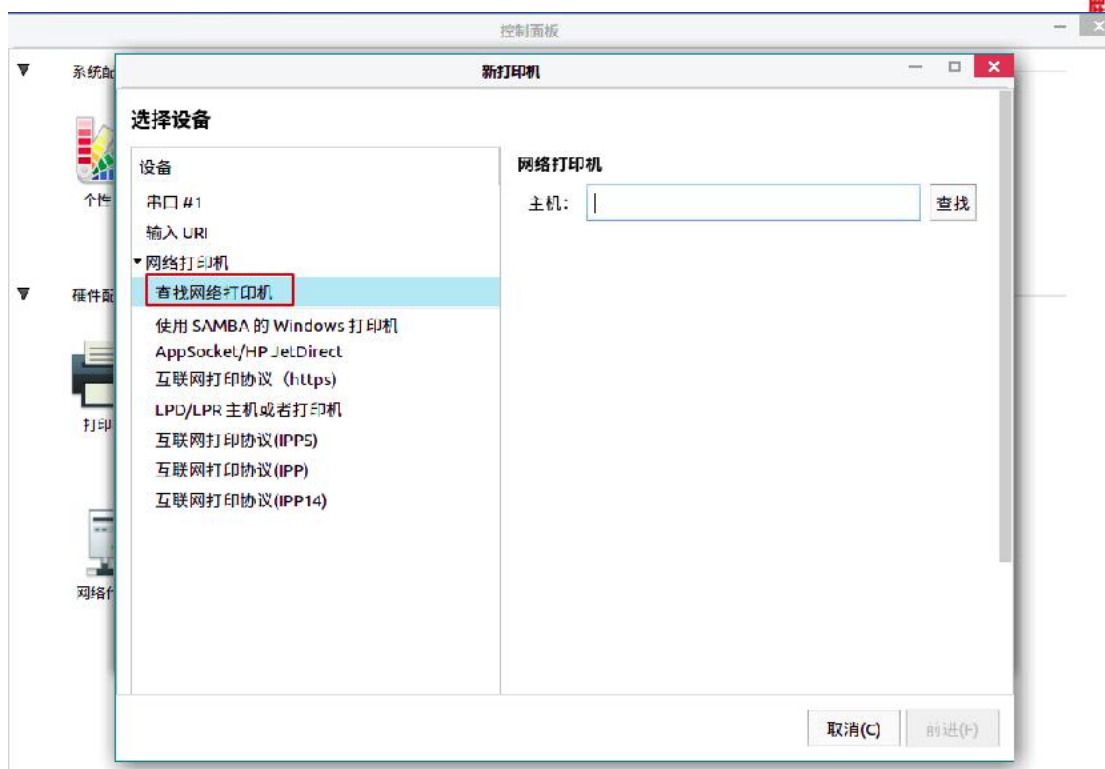 控制面板
系统配
新打印机
选择设备
设备
串口 #1
输入 URI
网络打印机
查找网络打印机
使用 SAMBA 的 Windows 打印机
AppSocket/HP JetDirect
互联网打印协议（https)
LPD/LPR 主机或者打印机
互联网打印协议(IPPS)
互联网打印协议(IPP)
互联网打印协议(IPP14)
网络打印机
主机：
查找
个性
硬件配
打印
网络
取消(C)
前进(F)